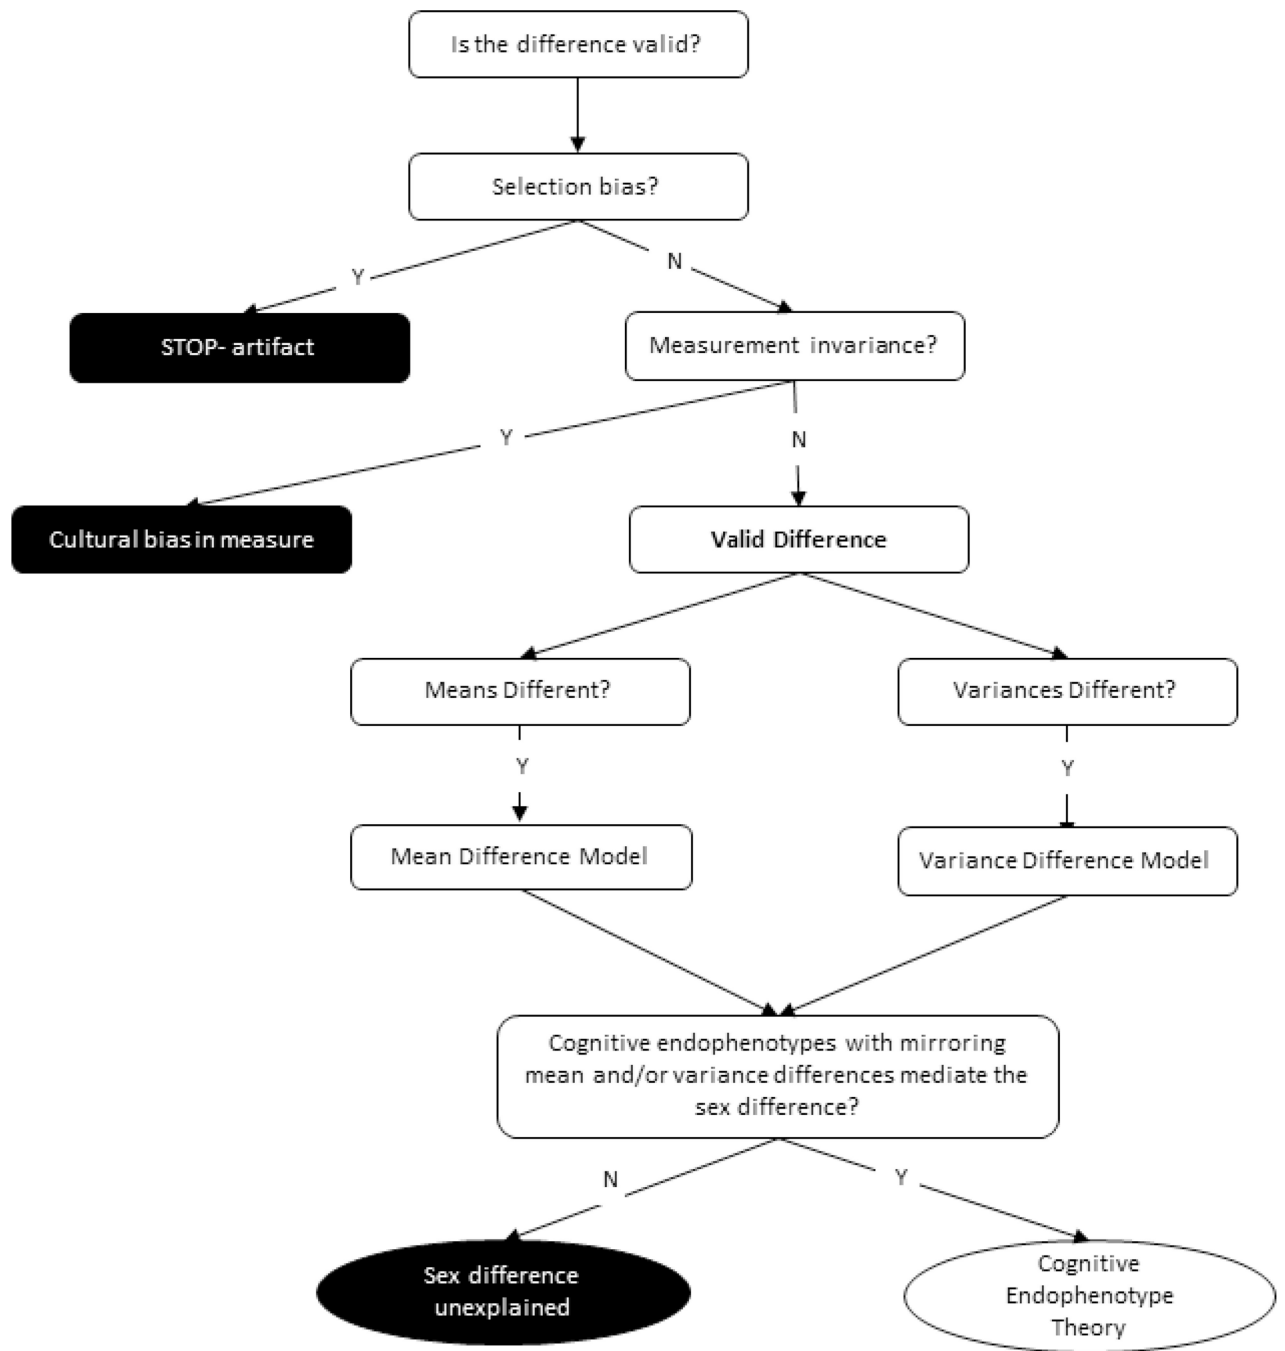 Is the difference valid?
Selection bias?
Y
N
STOP- artifact
Measurement invariance?
Y
N
Cultural bias in measure
Valid Difference
Means Different?
Variances Different?
Y
Y
Mean Difference Model
Variance Difference Model
Cognitive endophenotypes with mirroring
mean and/or variance differences mediate the
sex difference?
N
Y
Sex difference
unexplained
Cognitive
Endophenotype
Theory